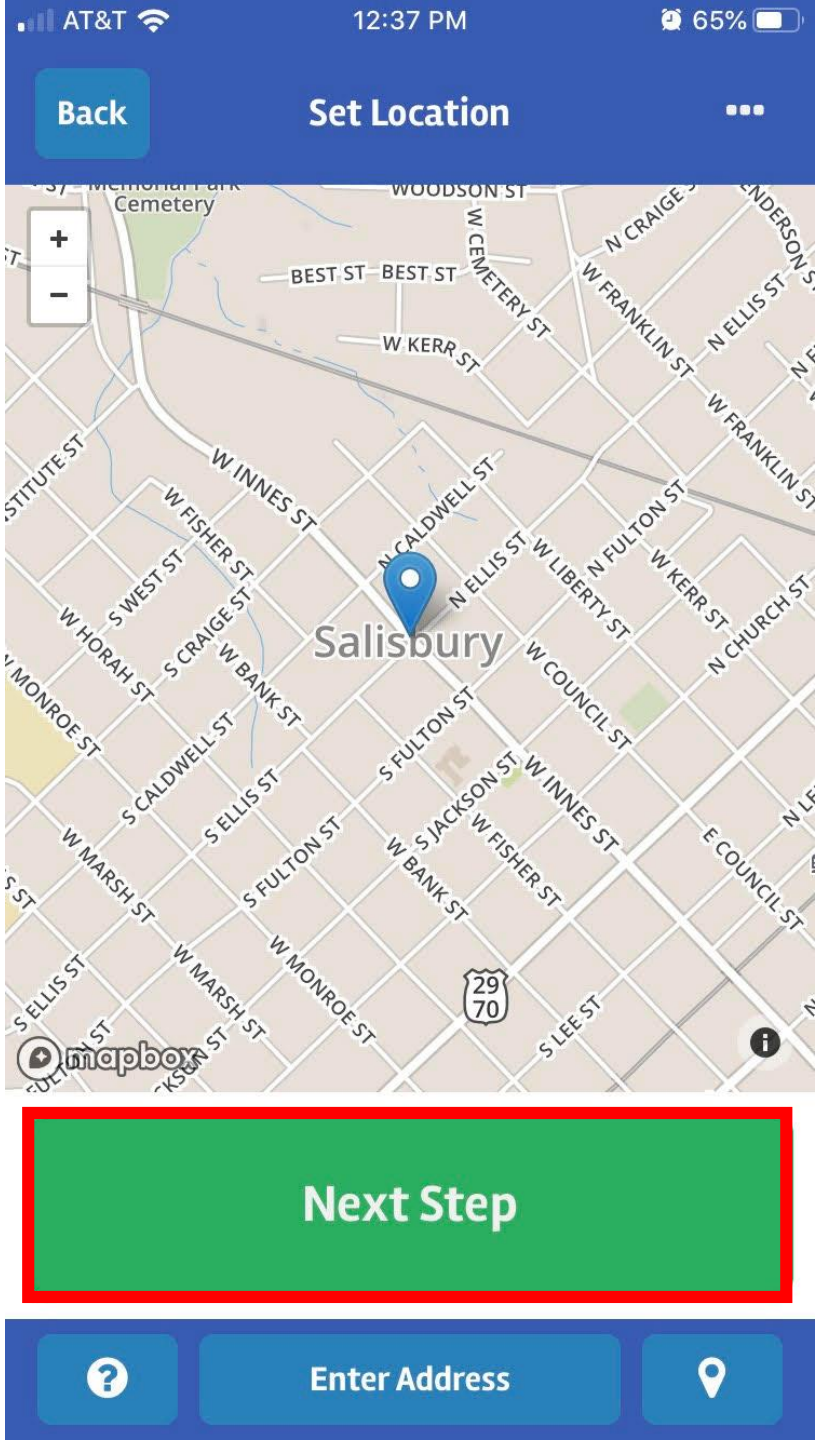 AT&T 12:37 PM 65%
Back Set Location
Memorial Park
Cemetery
WOODSON ST
N CRAIGE ST
HENDERSON ST
+
W CEMETERY ST
BEST ST BEST ST
W FRANKLIN ST
N ELLIS ST
−
W KERR ST
W FRANKLIN ST
W INNES ST
N CALDWELL ST
W FISHER ST
N FULTON ST
S WEST ST
N ELLIS ST
W LIBERTY ST
W KERR ST
S CRAIGE ST
N CHURCH ST
W HORAH ST
Salisbury
W BANK ST
W COUNCIL ST
W MONROE ST
S FULTON ST
S CALDWELL ST
S ELLIS ST
S JACKSON ST
W INNES ST
W FISHER ST
S FULTON ST
W BANK ST
W MARSH ST
E COUNCIL ST
W MONROE ST
W MARSH ST
29
70
S ELLIS ST
S LEE ST
mapbox
Next Step
Enter Address